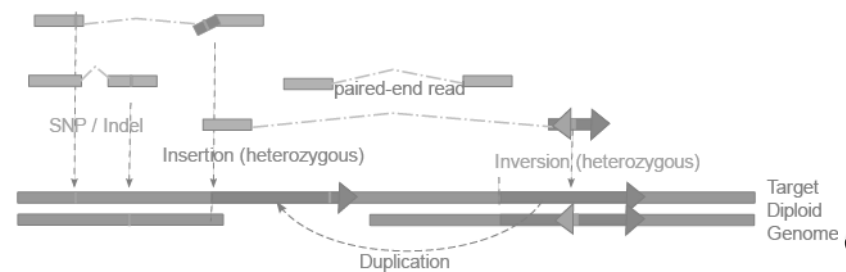 paired-end read
SNP / Indel
Insertion (heterozygous)
Inversion (heterozygous)
Target
Diploid
Genome
Duplication